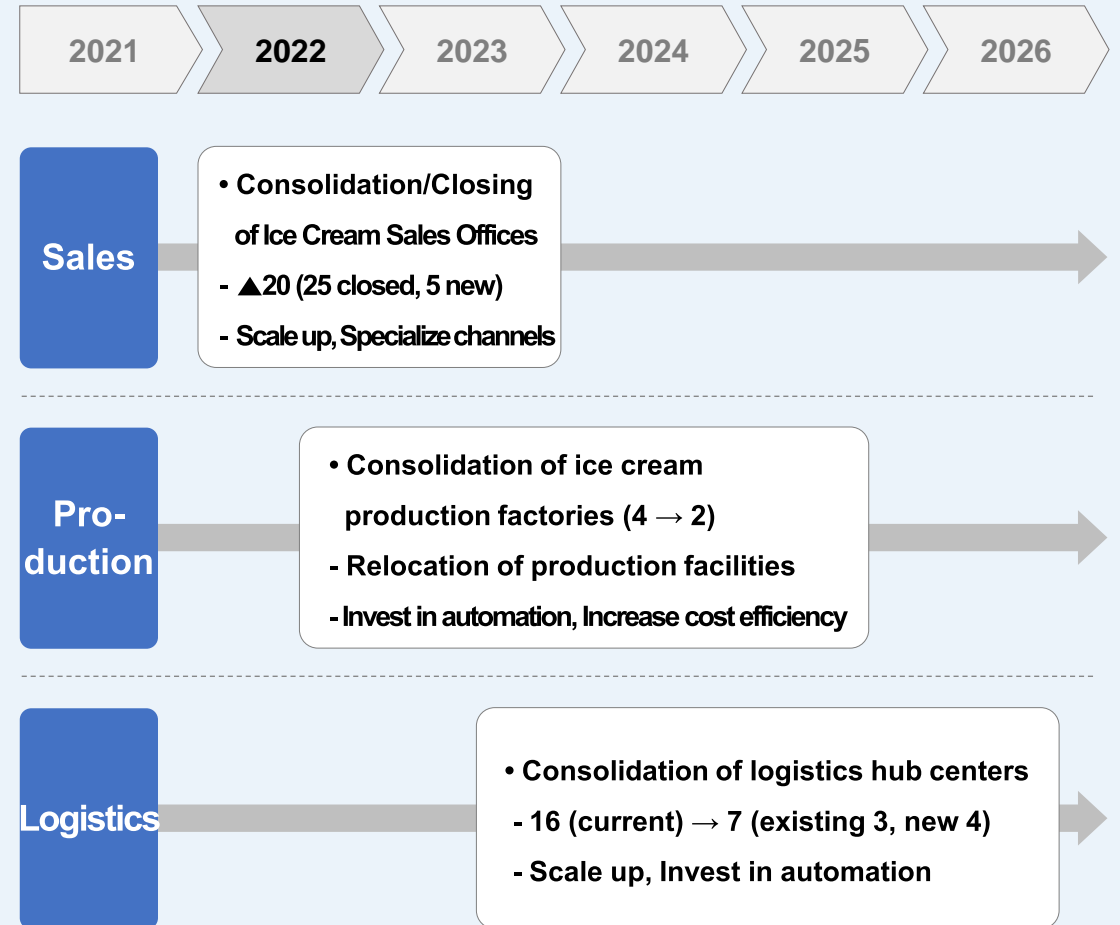 2021 2022 2023 2024 2025 2026
Sales
• Consolidation/Closing
of Ice Cream Sales Offices
- ▲20 (25 closed, 5 new)
- Scale up, Specialize channels
Pro-
duction
• Consolidation of ice cream
production factories (4 → 2)
- Relocation of production facilities
- Invest in automation, Increase cost efficiency
Logistics
• Consolidation of logistics hub centers
- 16 (current) → 7 (existing 3, new 4)
- Scale up, Invest in automation